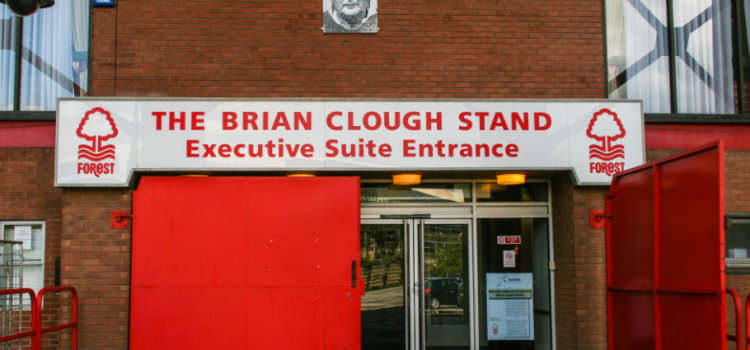 THE BRIAN CLOUGH STAND
Executive Suite Entrance
FOREST
FOREST